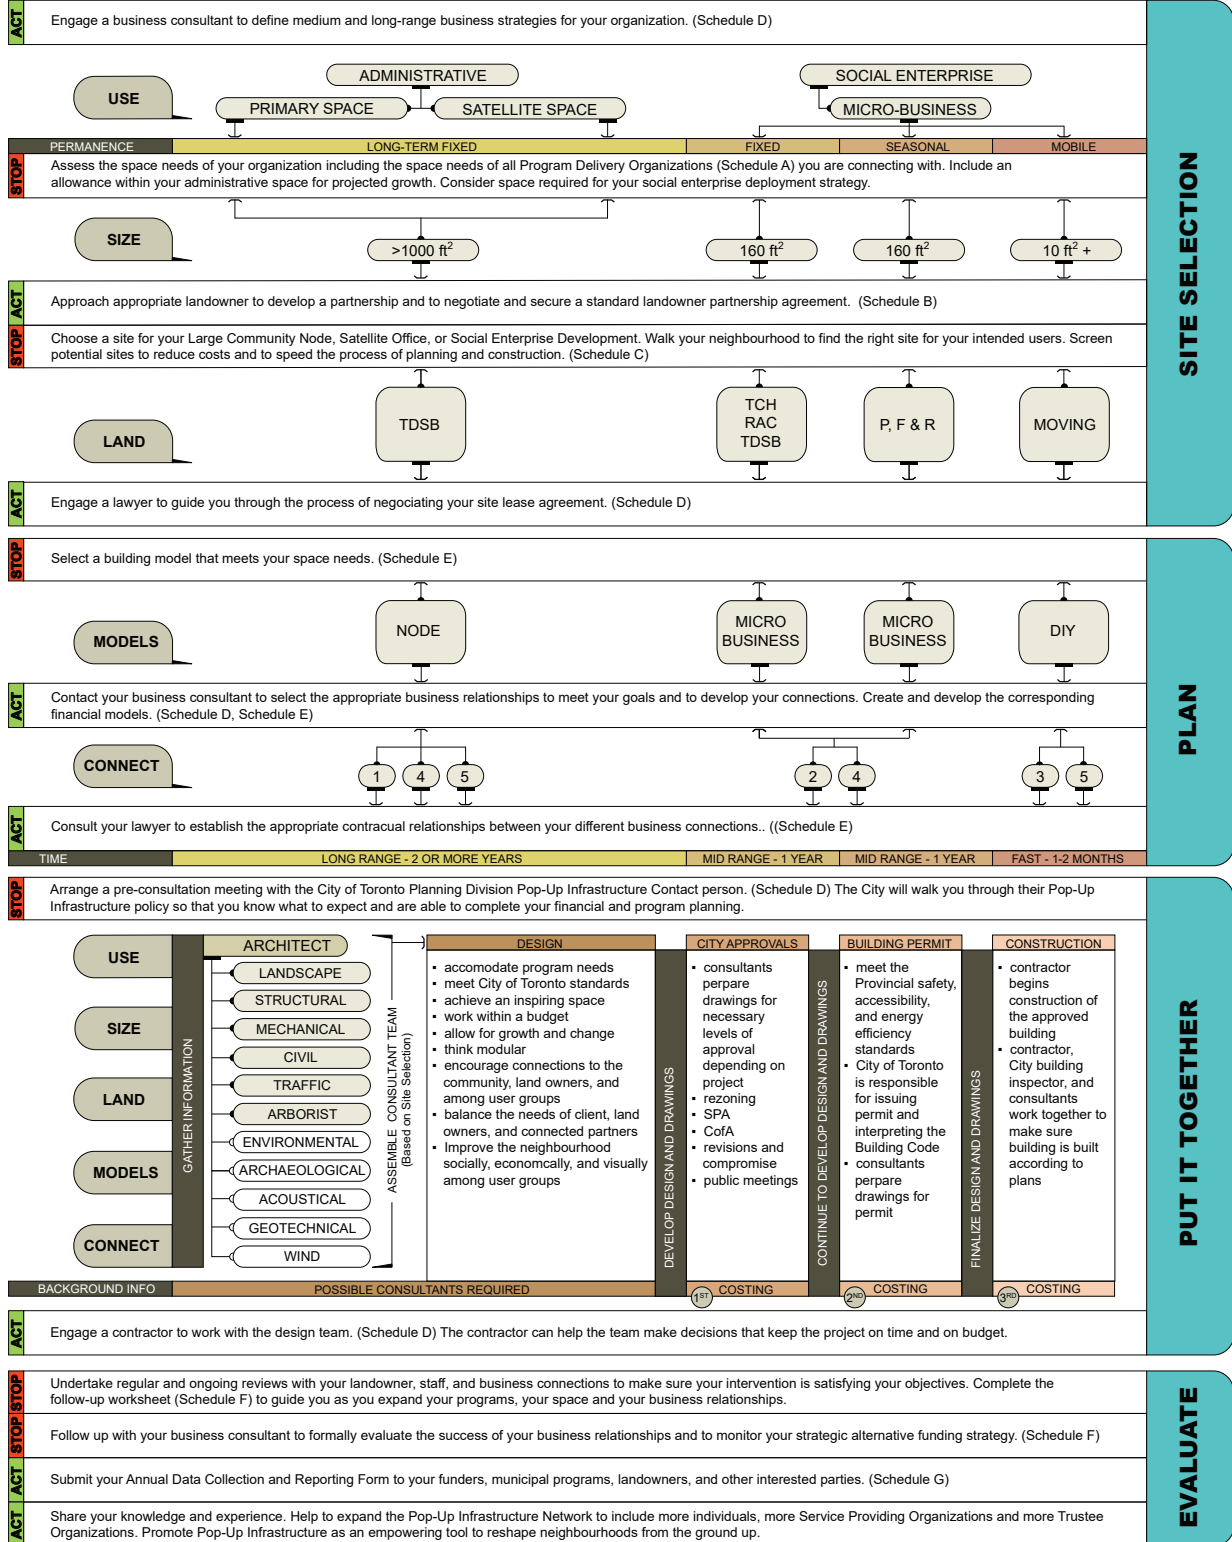 ACT
Engage a business consultant to define medium and long-range business strategies for your organization. (Schedule D)
USE
ADMINISTRATIVE
PRIMARY SPACE
SATELLITE SPACE
SOCIAL ENTERPRISE
MICRO-BUSINESS
PERMANENCE
LONG-TERM FIXED
FIXED
SEASONAL
MOBILE
STOP
Assess the space needs of your organization including the space needs of all Program Delivery Organizations (Schedule A) you are connecting with. Include an
allowance within your administrative space for projected growth. Consider space required for your social enterprise deployment strategy.
SIZE
>1000 ft²
160 ft²
160 ft²
10 ft² +
ACT
Approach appropriate landowner to develop a partnership and to negotiate and secure a standard landowner partnership agreement. (Schedule B)
STOP
Choose a site for your Large Community Node, Satellite Office, or Social Enterprise Development. Walk your neighbourhood to find the right site for your intended users. Screen
potential sites to reduce costs and to speed the process of planning and construction. (Schedule C)
LAND
TDSB
TCH
RAC
TDSB
P, F & R
MOVING
ACT
Engage a lawyer to guide you through the process of negociating your site lease agreement. (Schedule D)
SITE SELECTION
STOP
Select a building model that meets your space needs. (Schedule E)
MODELS
NODE
MICRO
BUSINESS
MICRO
BUSINESS
DIY
ACT
Contact your business consultant to select the appropriate business relationships to meet your goals and to develop your connections. Create and develop the corresponding
financial models. (Schedule D, Schedule E)
CONNECT
1
4
5
2
4
3
5
ACT
Consult your lawyer to establish the appropriate contracual relationships between your different business connections.. ((Schedule E)
TIME
LONG RANGE - 2 OR MORE YEARS
MID RANGE - 1 YEAR
MID RANGE - 1 YEAR
FAST - 1-2 MONTHS
PLAN
STOP
Arrange a pre-consultation meeting with the City of Toronto Planning Division Pop-Up Infrastructure Contact person. (Schedule D) The City will walk you through their Pop-Up
Infrastructure policy so that you know what to expect and are able to complete your financial and program planning.
USE
SIZE
LAND
MODELS
CONNECT
GATHER INFORMATION
ARCHITECT
LANDSCAPE
STRUCTURAL
MECHANICAL
CIVIL
TRAFFIC
ARBORIST
ENVIRONMENTAL
ARCHAEOLOGICAL
ACOUSTICAL
GEOTECHNICAL
WIND
ASSEMBLE CONSULTANT TEAM
(Based on Site Selection)
DESIGN
▪ accomodate program needs
▪ meet City of Toronto standards
▪ achieve an inspiring space
▪ work within a budget
▪ allow for growth and change
▪ think modular
▪ encourage connections to the
community, land owners, and
among user groups
▪ balance the needs of client, land
owners, and connected partners
▪ Improve the neighbourhood
socially, economcally, and visually
among user groups
DEVELOP DESIGN AND DRAWINGS
CITY APPROVALS
▪ consultants
perpare
drawings for
necessary
levels of
approval
depending on
project
▪ rezoning
▪ SPA
▪ CofA
▪ revisions and
compromise
▪ public meetings
CONTINUE TO DEVELOP DESIGN AND DRAWINGS
BUILDING PERMIT
▪ meet the
Provincial safety,
accessibility,
and energy
efficiency
standards
▪ City of Toronto
is responsible
for issuing
permit and
interpreting the
Building Code
▪ consultants
perpare
drawings for
permit
FINALIZE DESIGN AND DRAWINGS
CONSTRUCTION
▪ contractor
begins
construction of
the approved
building
▪ contractor,
City building
inspector, and
consultants
work together to
make sure
building is built
according to
plans
BACKGROUND INFO
POSSIBLE CONSULTANTS REQUIRED
1ST COSTING
2ND COSTING
3RD COSTING
ACT
Engage a contractor to work with the design team. (Schedule D) The contractor can help the team make decisions that keep the project on time and on budget.
PUT IT TOGETHER
STOP
Undertake regular and ongoing reviews with your landowner, staff, and business connections to make sure your intervention is satisfying your objectives. Complete the
follow-up worksheet (Schedule F) to guide you as you expand your programs, your space and your business relationships.
STOP
Follow up with your business consultant to formally evaluate the success of your business relationships and to monitor your strategic alternative funding strategy. (Schedule F)
ACT
Submit your Annual Data Collection and Reporting Form to your funders, municipal programs, landowners, and other interested parties. (Schedule G)
ACT
Share your knowledge and experience. Help to expand the Pop-Up Infrastructure Network to include more individuals, more Service Providing Organizations and more Trustee
Organizations. Promote Pop-Up Infrastructure as an empowering tool to reshape neighbourhoods from the ground up.
EVALUATE